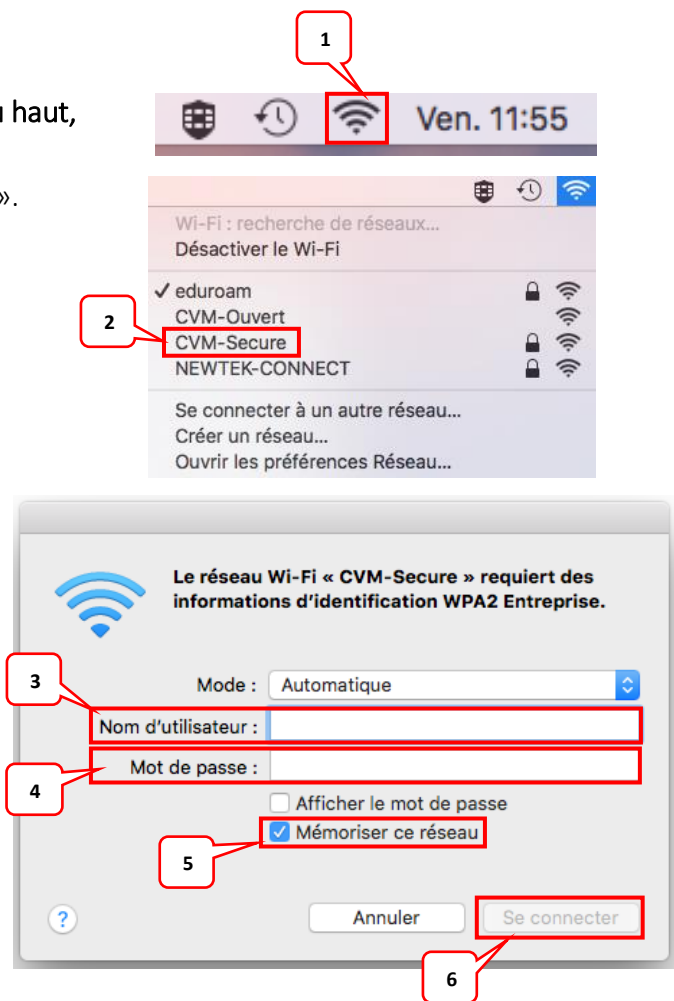 1
u haut,
Ven. 11:55
».
Wi-Fi : recherche de réseaux...
Désactiver le Wi-Fi
✓ eduroam
CVM-Ouvert
2
CVM-Secure
NEWTEK-CONNECT
Se connecter à un autre réseau...
Créer un réseau...
Ouvrir les préférences Réseau...
Le réseau Wi-Fi « CVM-Secure » requiert des
informations d'identification WPA2 Entreprise.
3
Mode : Automatique
Nom d'utilisateur :
4
Mot de passe :
Afficher le mot de passe
Mémoriser ce réseau
5
? Annuler Se connecter
6